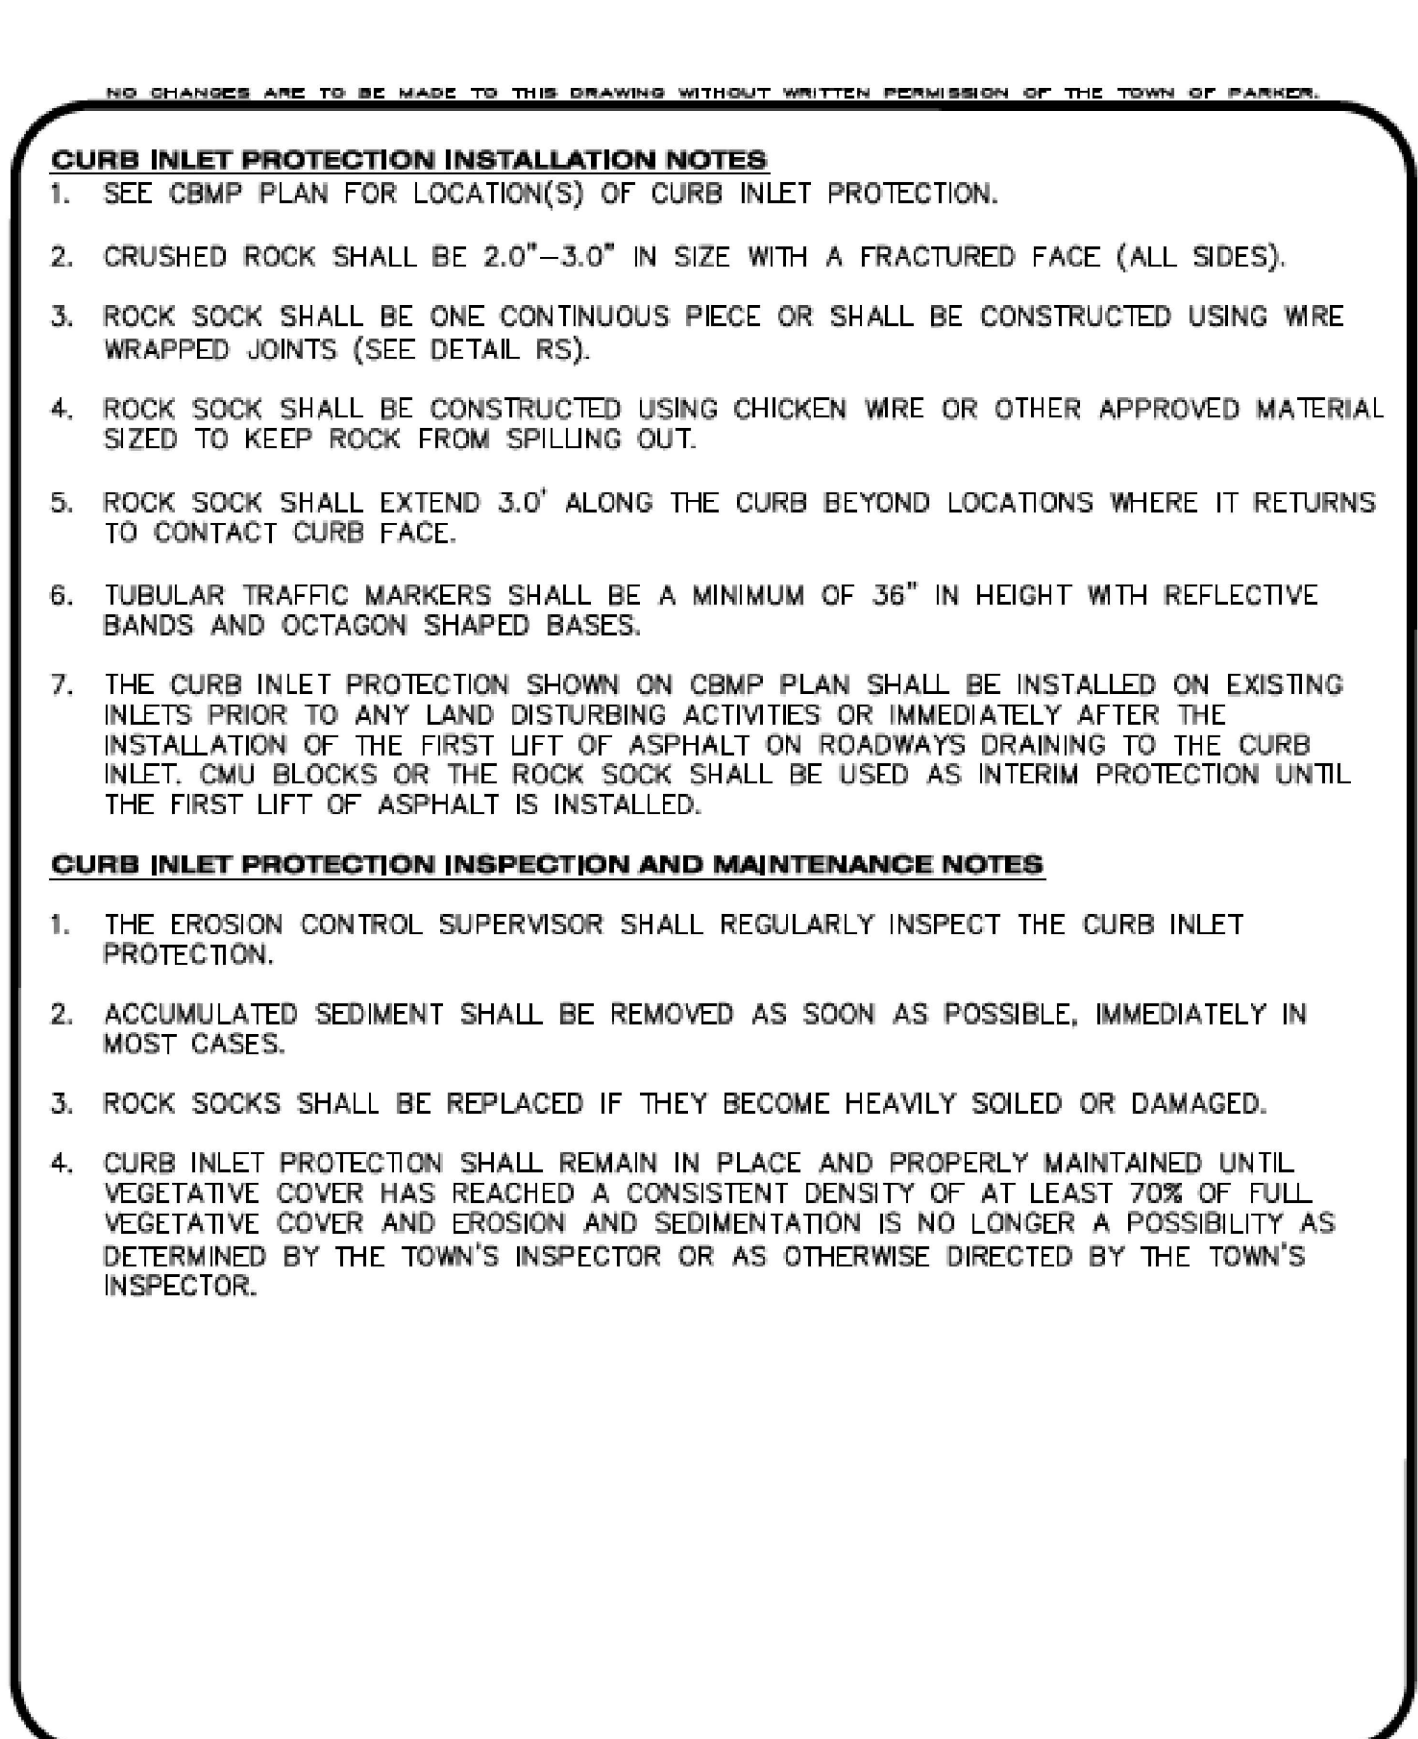 NO CHANGES ARE TO BE MADE TO THIS DRAWING WITHOUT WRITTEN PERMISSION OF THE TOWN OF PARKER.
CURB INLET PROTECTION INSTALLATION NOTES
1. SEE CBMP PLAN FOR LOCATION(S) OF CURB INLET PROTECTION.
2. CRUSHED ROCK SHALL BE 2.0"–3.0" IN SIZE WITH A FRACTURED FACE (ALL SIDES).
3. ROCK SOCK SHALL BE ONE CONTINUOUS PIECE OR SHALL BE CONSTRUCTED USING WIRE
WRAPPED JOINTS (SEE DETAIL RS).
4. ROCK SOCK SHALL BE CONSTRUCTED USING CHICKEN WIRE OR OTHER APPROVED MATERIAL
SIZED TO KEEP ROCK FROM SPILLING OUT.
5. ROCK SOCK SHALL EXTEND 3.0' ALONG THE CURB BEYOND LOCATIONS WHERE IT RETURNS
TO CONTACT CURB FACE.
6. TUBULAR TRAFFIC MARKERS SHALL BE A MINIMUM OF 36" IN HEIGHT WITH REFLECTIVE
BANDS AND OCTAGON SHAPED BASES.
7. THE CURB INLET PROTECTION SHOWN ON CBMP PLAN SHALL BE INSTALLED ON EXISTING
INLETS PRIOR TO ANY LAND DISTURBING ACTIVITIES OR IMMEDIATELY AFTER THE
INSTALLATION OF THE FIRST LIFT OF ASPHALT ON ROADWAYS DRAINING TO THE CURB
INLET. CMU BLOCKS OR THE ROCK SOCK SHALL BE USED AS INTERIM PROTECTION UNTIL
THE FIRST LIFT OF ASPHALT IS INSTALLED.
CURB INLET PROTECTION INSPECTION AND MAINTENANCE NOTES
1. THE EROSION CONTROL SUPERVISOR SHALL REGULARLY INSPECT THE CURB INLET
PROTECTION.
2. ACCUMULATED SEDIMENT SHALL BE REMOVED AS SOON AS POSSIBLE, IMMEDIATELY IN
MOST CASES.
3. ROCK SOCKS SHALL BE REPLACED IF THEY BECOME HEAVILY SOILED OR DAMAGED.
4. CURB INLET PROTECTION SHALL REMAIN IN PLACE AND PROPERLY MAINTAINED UNTIL
VEGETATIVE COVER HAS REACHED A CONSISTENT DENSITY OF AT LEAST 70% OF FULL
VEGETATIVE COVER AND EROSION AND SEDIMENTATION IS NO LONGER A POSSIBILITY AS
DETERMINED BY THE TOWN'S INSPECTOR OR AS OTHERWISE DIRECTED BY THE TOWN'S
INSPECTOR.